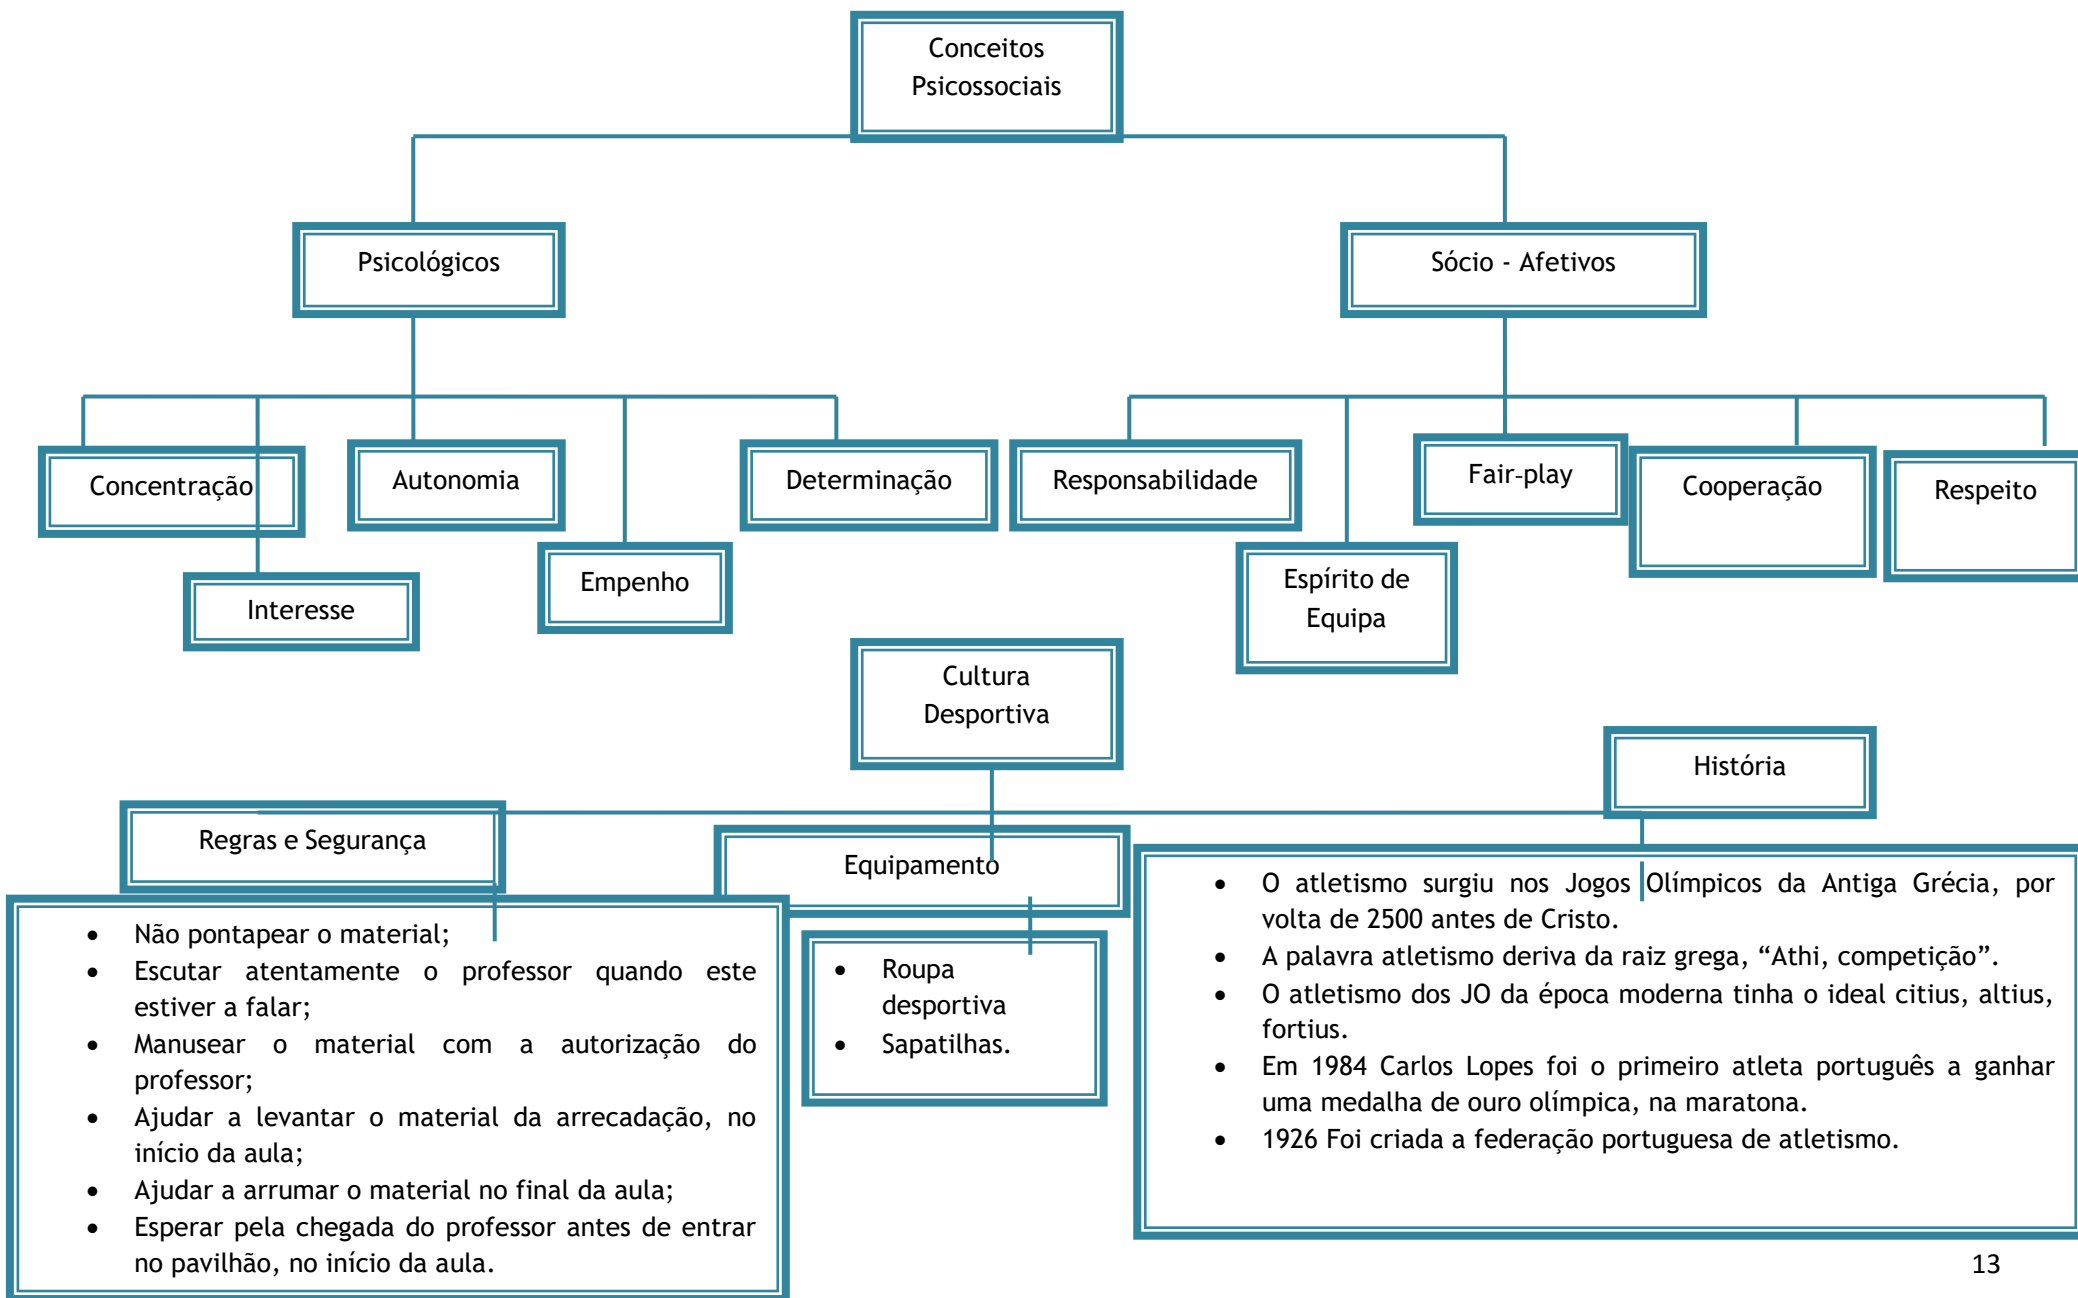 Conceitos
Psicossociais
Psicológicos
Sócio - Afetivos
Concentração
Autonomia
Determinação
Responsabilidade
Fair-play
Cooperação
Respeito
Interesse
Empenho
Espírito de
Equipa
Cultura
Desportiva
História
Regras e Segurança
Equipamento
• Não pontapear o material;
• Escutar atentamente o professor quando este
estiver a falar;
• Manusear o material com a autorização do
professor;
• Ajudar a levantar o material da arrecadação, no
início da aula;
• Ajudar a arrumar o material no final da aula;
• Esperar pela chegada do professor antes de entrar
no pavilhão, no início da aula.
• Roupa
desportiva
• Sapatilhas.
• O atletismo surgiu nos Jogos Olímpicos da Antiga Grécia, por
volta de 2500 antes de Cristo.
• A palavra atletismo deriva da raiz grega, “Athi, competição”.
• O atletismo dos JO da época moderna tinha o ideal citius, altius,
fortius.
• Em 1984 Carlos Lopes foi o primeiro atleta português a ganhar
uma medalha de ouro olímpica, na maratona.
• 1926 Foi criada a federação portuguesa de atletismo.
13